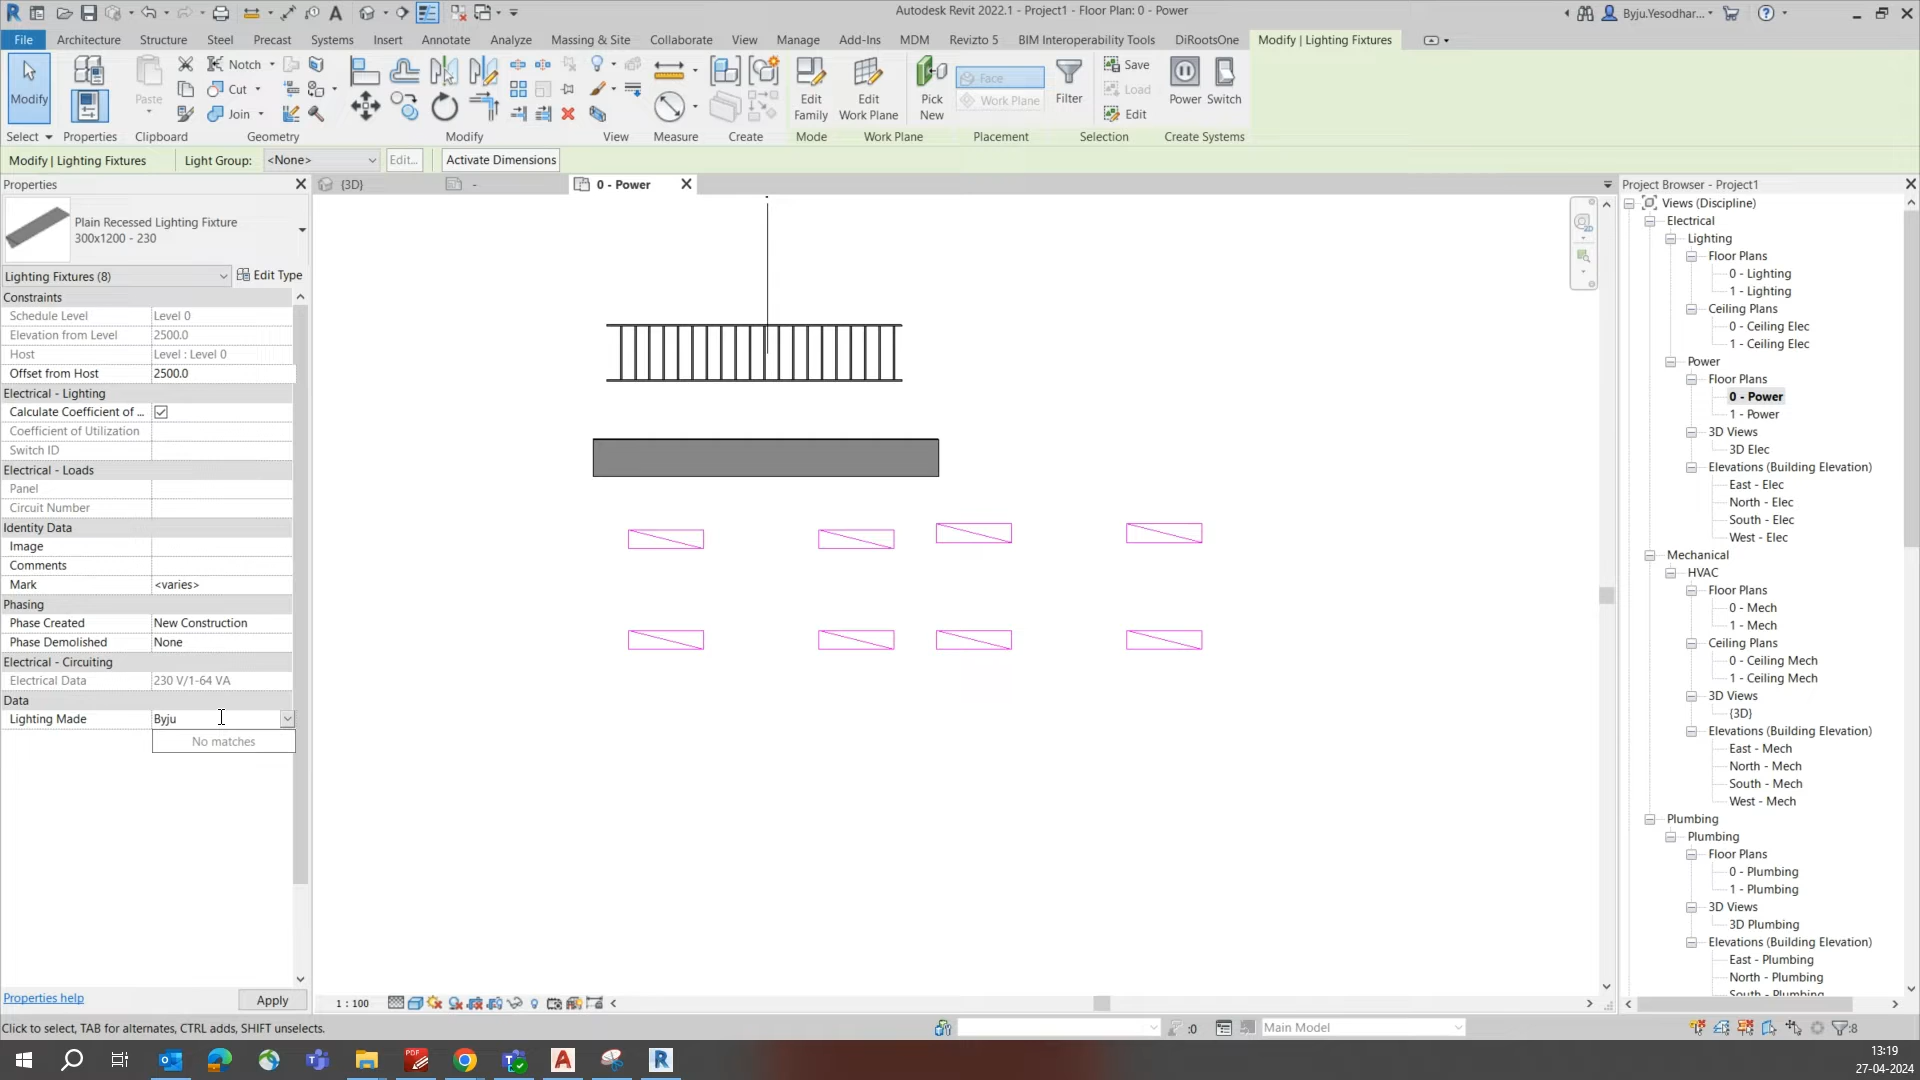 Autodesk Revit 2022.1 - Project1 - Floor Plan: 0 - Power
Byju.Yesodhar...
File Architecture Structure Steel Precast Systems Insert Annotate Analyze Massing & Site Collaborate View Manage Add-Ins MDM Revizto 5 BIM Interoperability Tools DiRootsOne Modify | Lighting Fixtures
Modify
Paste
Notch
Cut
Join
Edit Family
Edit Work Plane
Pick New
Face
Work Plane
Filter
Save
Load
Edit
Power
Switch
Select Properties Clipboard Geometry Modify View Measure Create Mode Work Plane Placement Selection Create Systems
Modify | Lighting Fixtures Light Group: <None> Edit... Activate Dimensions
Properties
Plain Recessed Lighting Fixture
300x1200 - 230
Lighting Fixtures (8) Edit Type
Constraints
Schedule Level Level 0
Elevation from Level 2500.0
Host Level : Level 0
Offset from Host 2500.0
Electrical - Lighting
Calculate Coefficient of ...
Coefficient of Utilization
Switch ID
Electrical - Loads
Panel
Circuit Number
Identity Data
Image
Comments
Mark <varies>
Phasing
Phase Created New Construction
Phase Demolished None
Electrical - Circuiting
Electrical Data 230 V/1-64 VA
Data
Lighting Made Byju
No matches
Properties help Apply
{3D}
-
0 - Power
2D
1 : 100
Project Browser - Project1
Views (Discipline)
Electrical
Lighting
Floor Plans
0 - Lighting
1 - Lighting
Ceiling Plans
0 - Ceiling Elec
1 - Ceiling Elec
Power
Floor Plans
0 - Power
1 - Power
3D Views
3D Elec
Elevations (Building Elevation)
East - Elec
North - Elec
South - Elec
West - Elec
Mechanical
HVAC
Floor Plans
0 - Mech
1 - Mech
Ceiling Plans
0 - Ceiling Mech
1 - Ceiling Mech
3D Views
{3D}
Elevations (Building Elevation)
East - Mech
North - Mech
South - Mech
West - Mech
Plumbing
Plumbing
Floor Plans
0 - Plumbing
1 - Plumbing
3D Views
3D Plumbing
Elevations (Building Elevation)
East - Plumbing
North - Plumbing
South - Plumbing
Click to select, TAB for alternates, CTRL adds, SHIFT unselects.
:0
Main Model
:8
13:19
27-04-2024